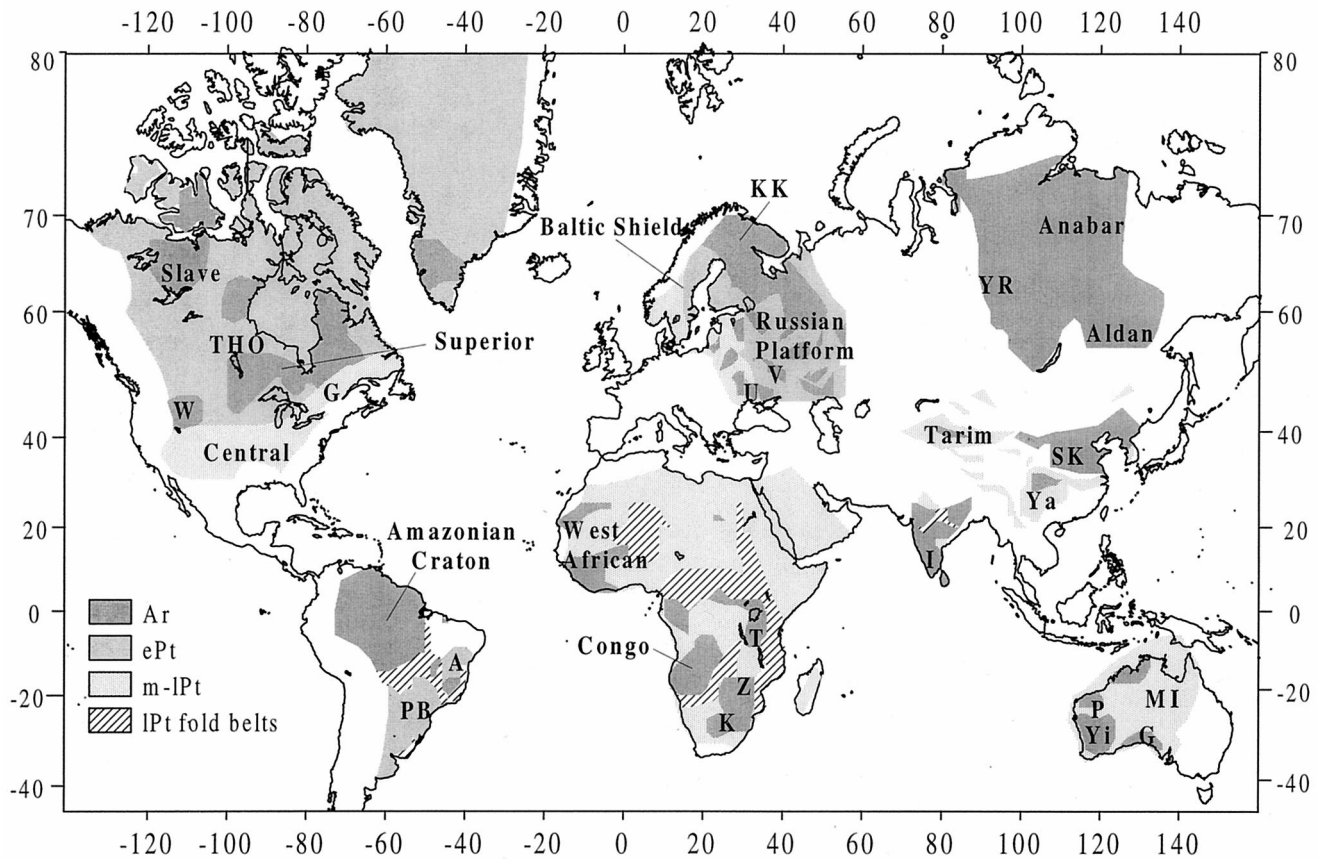 -120 -100 -80 -60 -40 -20 0 20 40 60 80 100 120 140
80 80
KK
70 Baltic Shield Anabar 70
Slave
YR
60 Russian 60
THO Superior Platform Aldan
V
G U
W
40 Central Tarim 40
SK
Ya
20 Amazonian West 20
Craton African I
Ar
0 0
ePt Congo T
A
m-lPt
-20 Z MI -20
PB P
lPt fold belts K Yi G
-40 -40
-120 -100 -80 -60 -40 -20 0 20 40 60 80 100 120 140